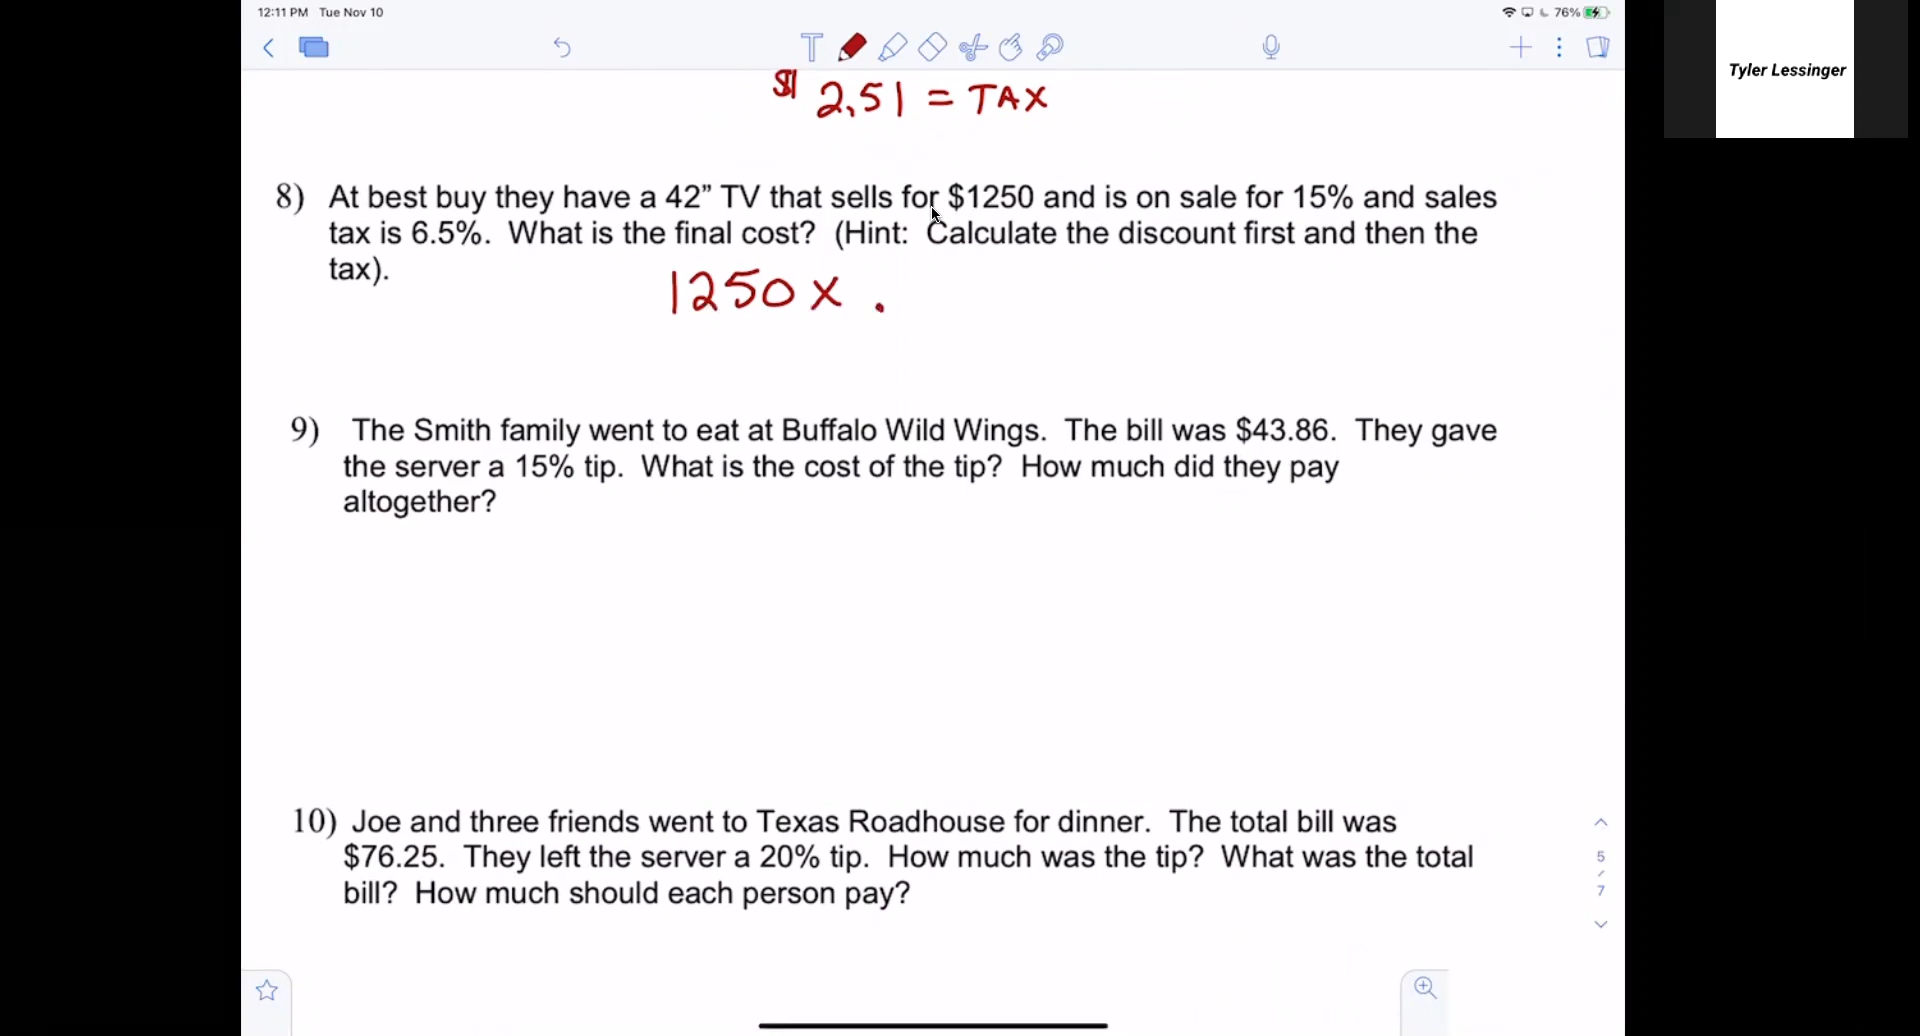 12:11 PM Tue Nov 10
76%
T
Tyler Lessinger
$ 2.51 = TAX
8) At best buy they have a 42” TV that sells for $1250 and is on sale for 15% and sales
tax is 6.5%. What is the final cost? (Hint: Calculate the discount first and then the
tax).
1250 x .
9) The Smith family went to eat at Buffalo Wild Wings. The bill was $43.86. They gave
the server a 15% tip. What is the cost of the tip? How much did they pay
altogether?
10) Joe and three friends went to Texas Roadhouse for dinner. The total bill was
$76.25. They left the server a 20% tip. How much was the tip? What was the total
bill? How much should each person pay?
5
/
7